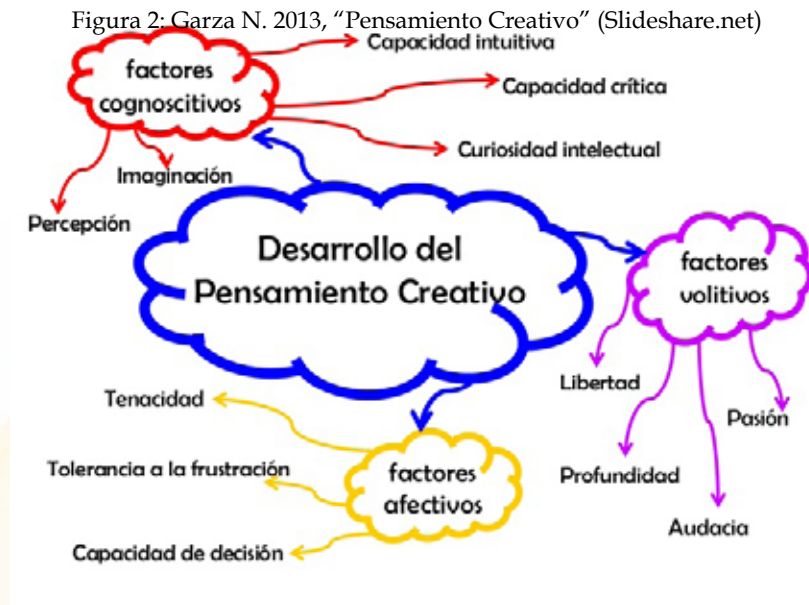 Figura 2: Garza N. 2013, “Pensamiento Creativo” (Slideshare.net)
factores
cognoscitivos
Capacidad intuitiva
Capacidad crítica
Curiosidad intelectual
Imaginación
Percepción
Desarrollo del
Pensamiento Creativo
factores
volitivos
Libertad
Profundidad
Audacia
Pasión
factores
afectivos
Tenacidad
Tolerancia a la frustración
Capacidad de decisión